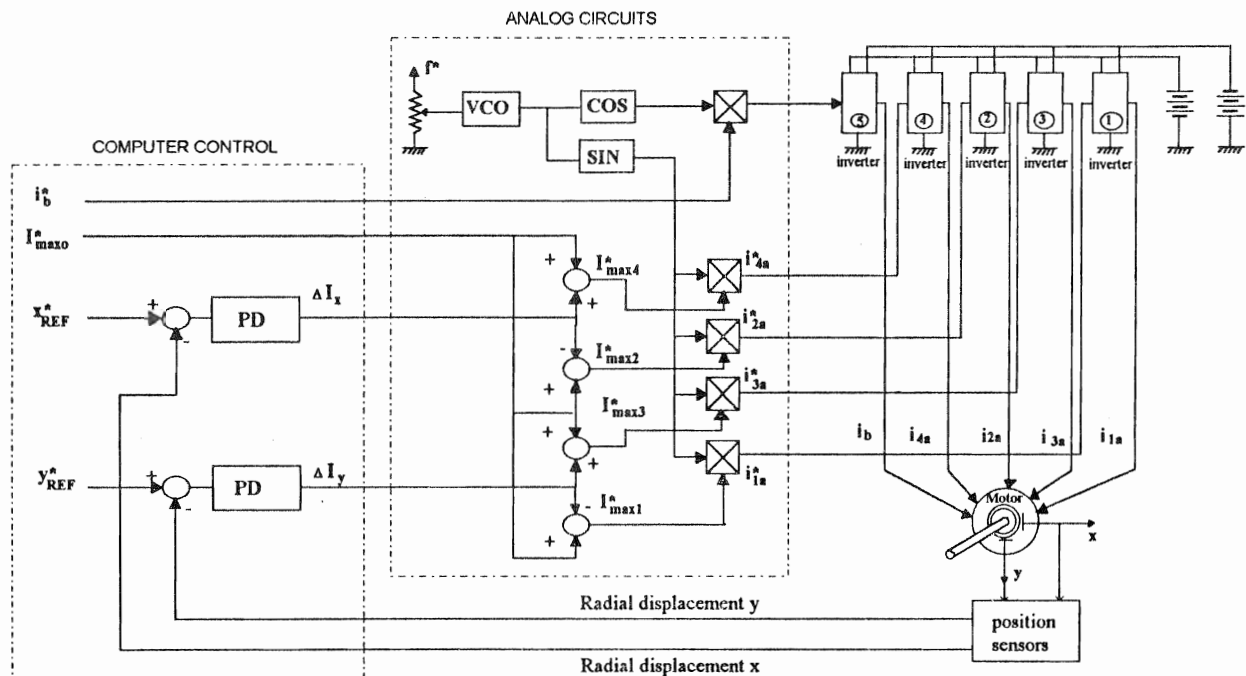 ANALOG CIRCUITS
f*
VCO
COS
SIN
⑤
④
②
③
①
inverter
inverter
inverter
inverter
inverter
COMPUTER CONTROL
i*b
I*maxo
+
I*max4
i*4a
x*REF
+
-
PD
Δ Ix
+
-
I*max2
i*2a
+
I*max3
i*3a
+
+
y*REF
+
-
PD
Δ Iy
-
I*max1
i*1a
+
ib
i4a
i2a
i3a
i1a
Motor
x
y
Radial displacement y
position
sensors
Radial displacement x